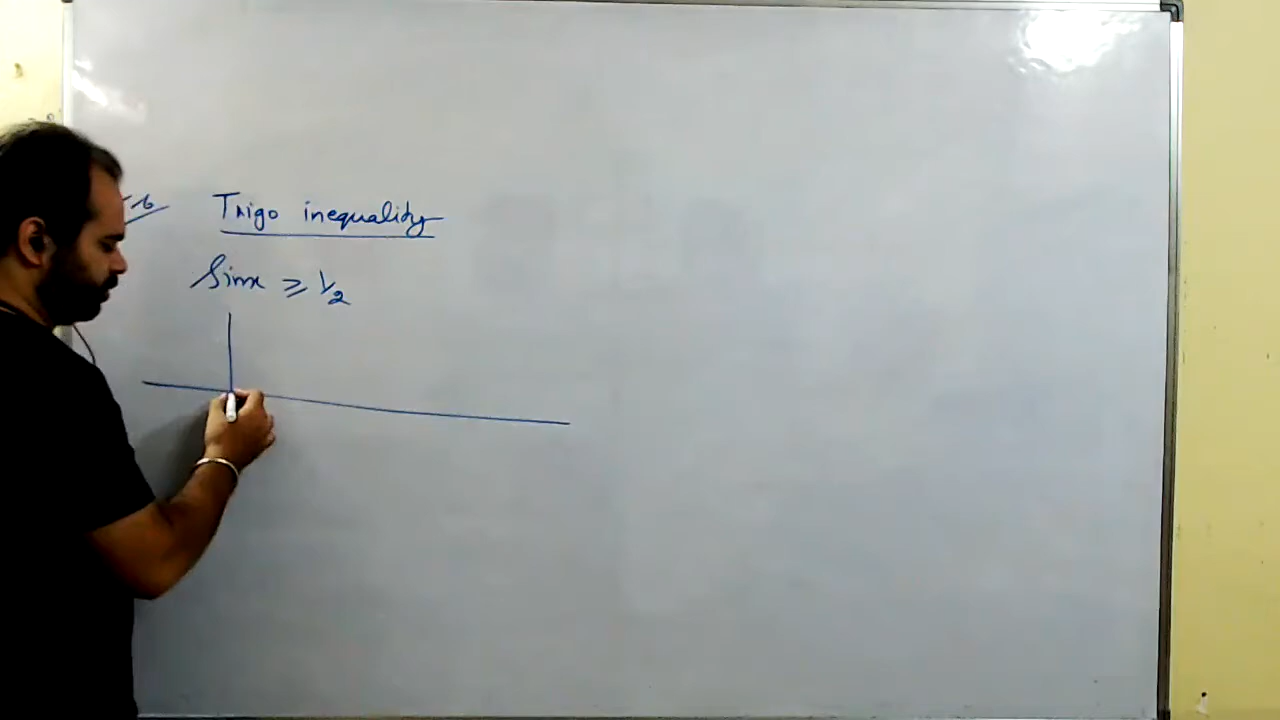 Trigo inequality
Sinx ≥ 1/2